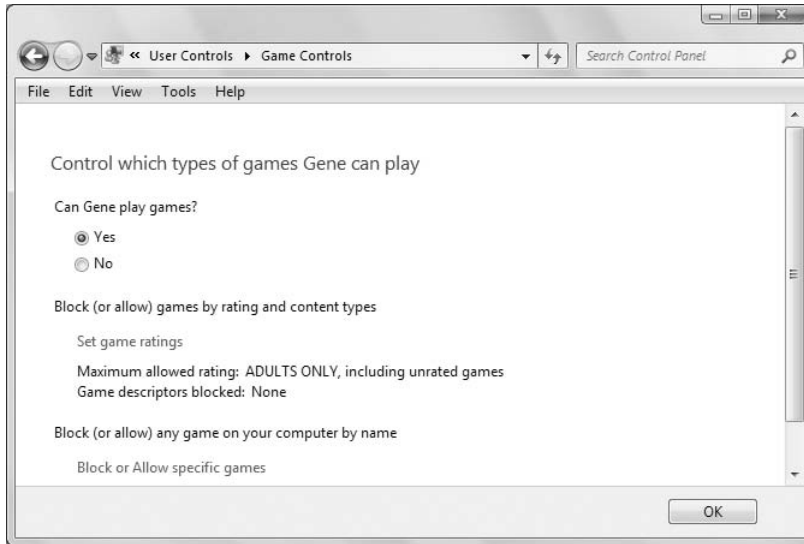 « User Controls ▸ Game Controls
Search Control Panel
File Edit View Tools Help
Control which types of games Gene can play
Can Gene play games?
Yes
No
Block (or allow) games by rating and content types
Set game ratings
Maximum allowed rating: ADULTS ONLY, including unrated games
Game descriptors blocked: None
Block (or allow) any game on your computer by name
Block or Allow specific games
OK